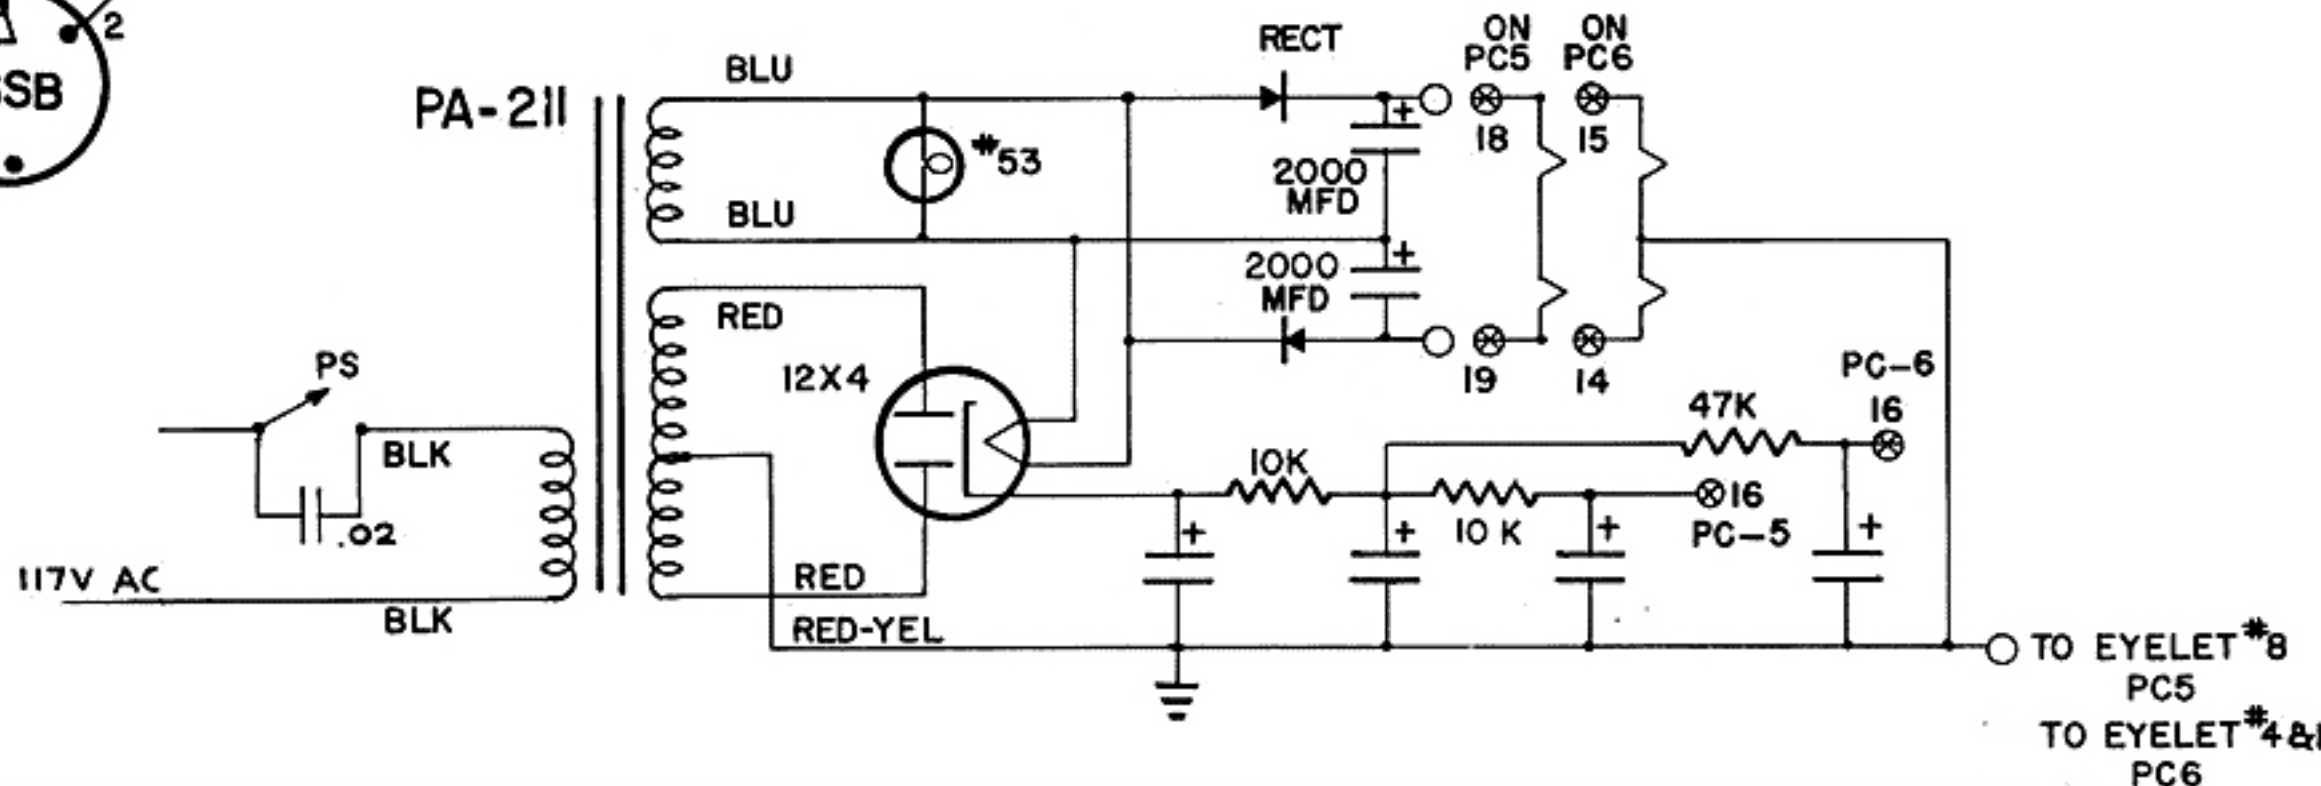 2
SB
PA-211
BLU
BLU
#53
RECT
ON
PC5
ON
PC6
18
15
2000
MFD
2000
MFD
19
14
RED
12X4
PS
BLK
.02
117V AC
BLK
RED
RED-YEL
10K
47K
PC-6
16
10 K
16
PC-5
TO EYELET #8
PC5
TO EYELET #4&
PC6